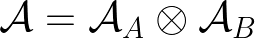 𝒜 = 𝒜_A ⊗ 𝒜_B